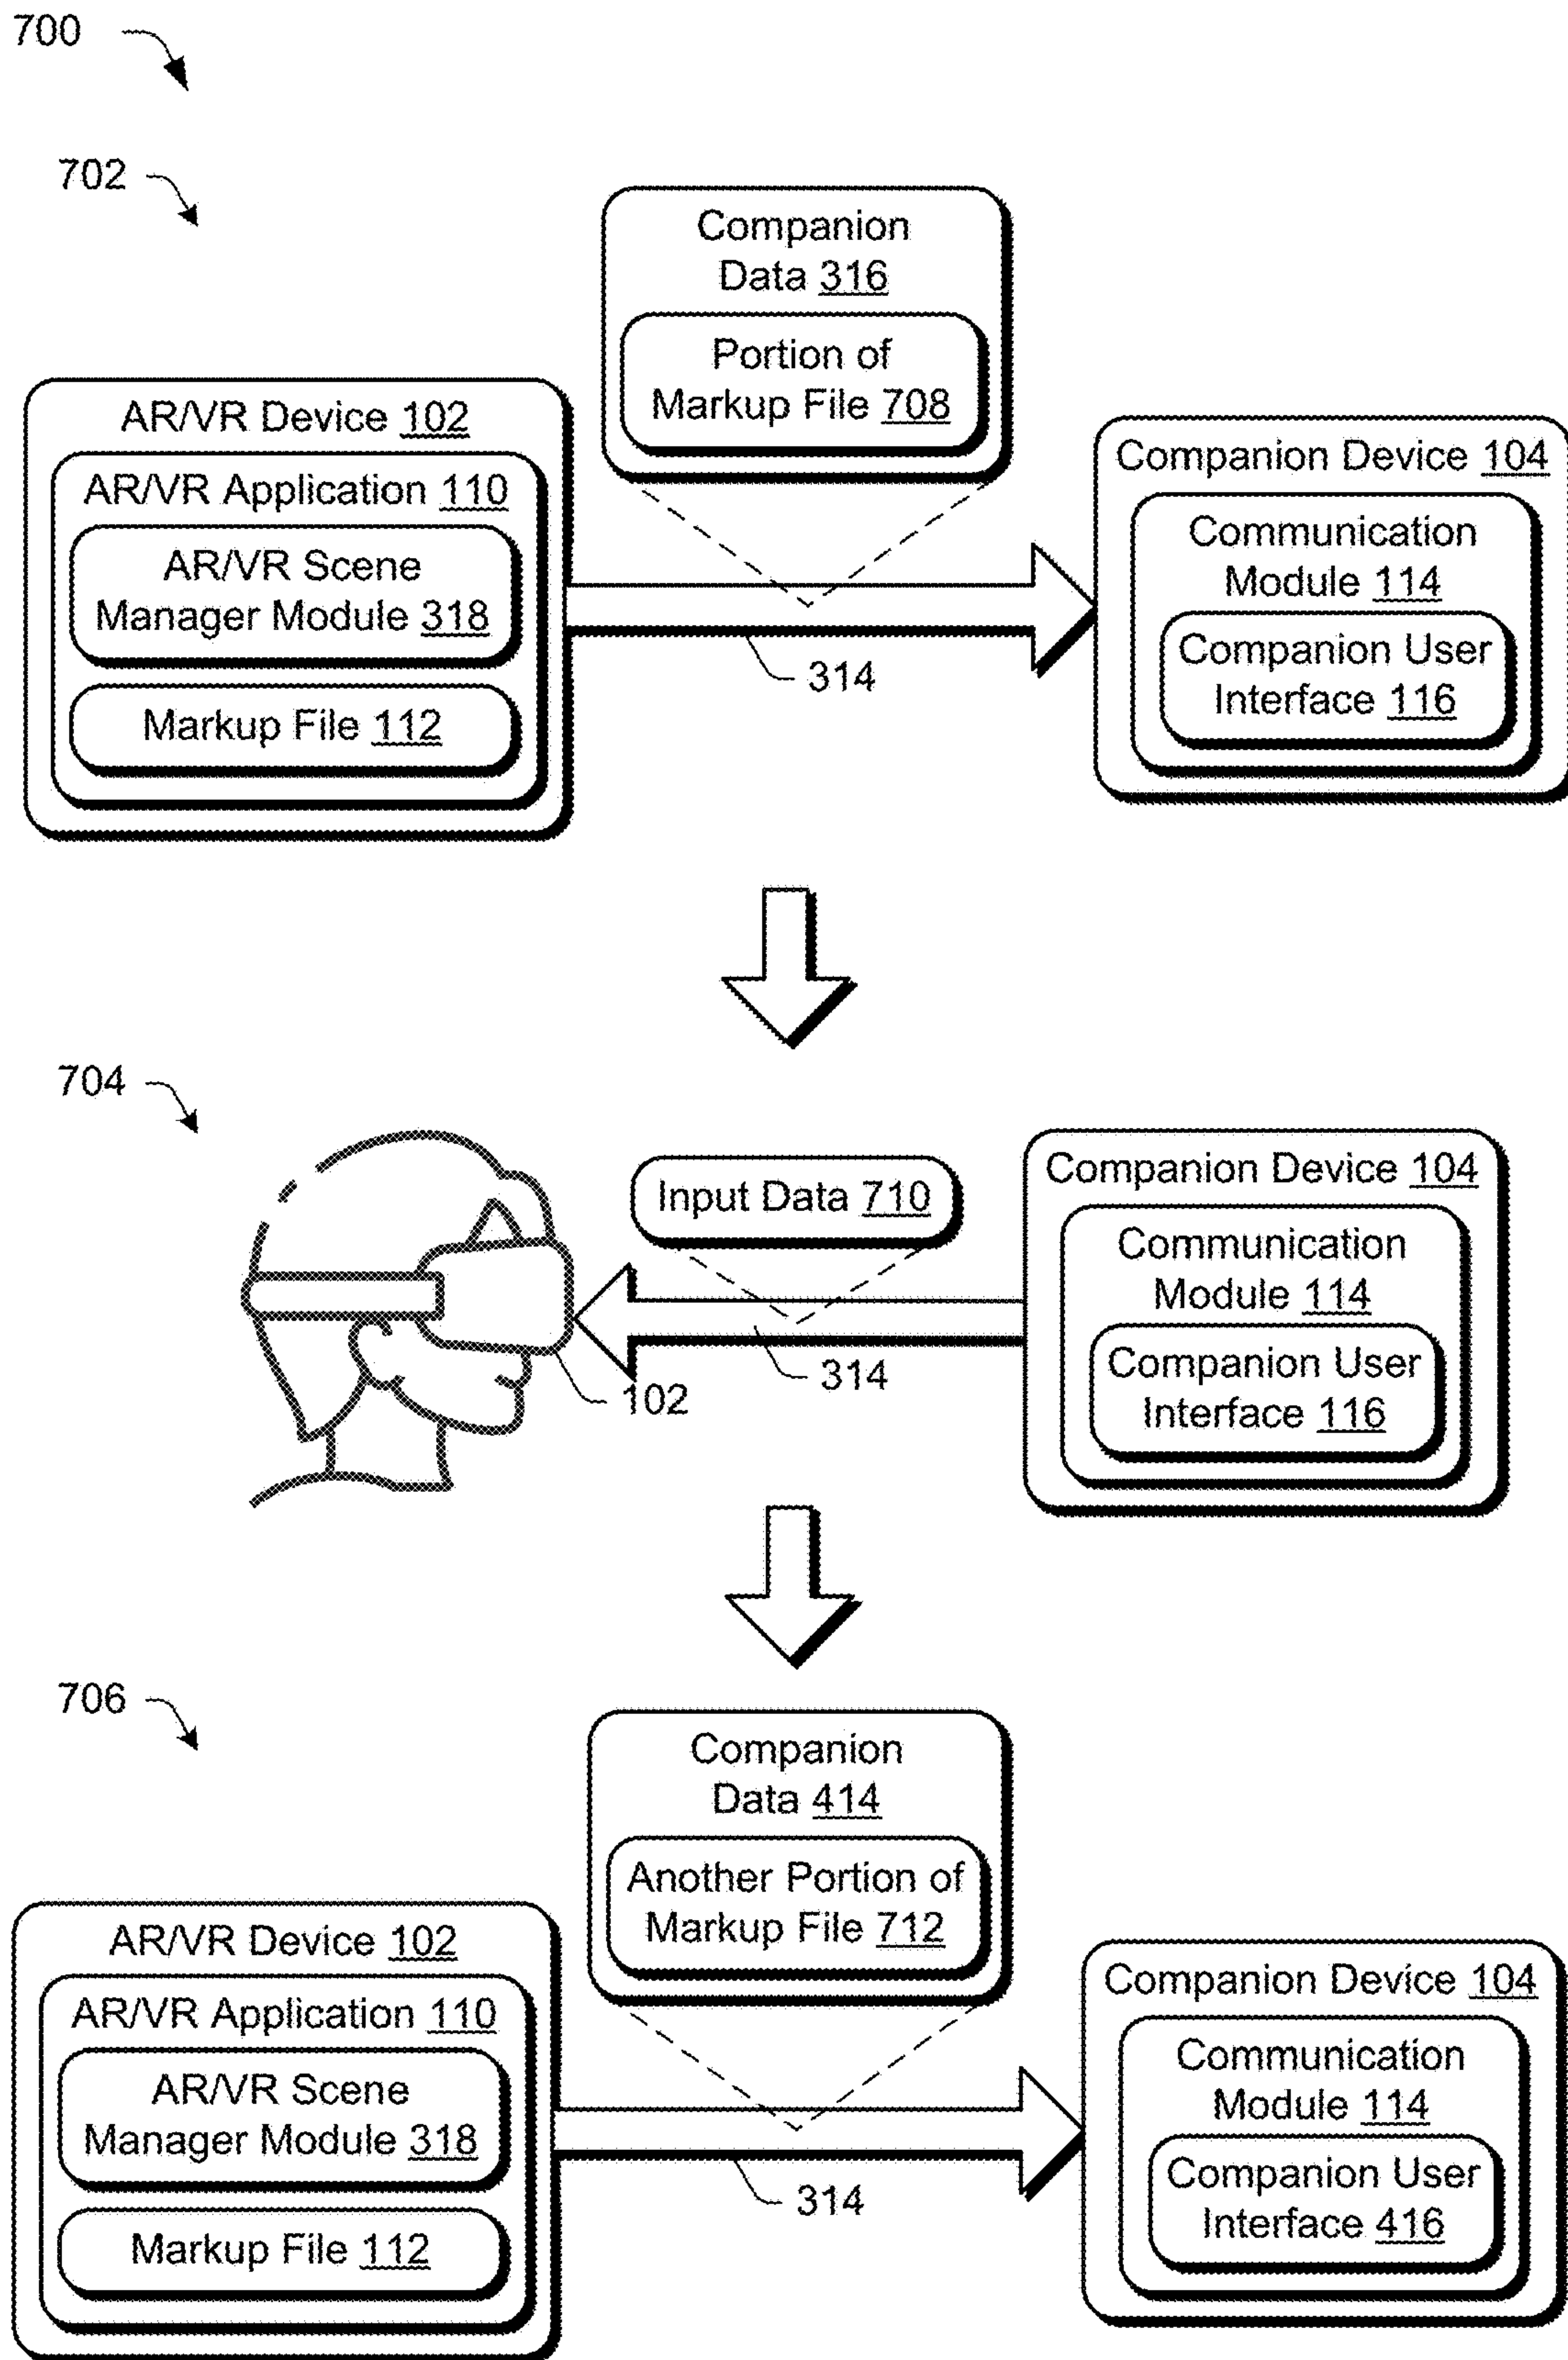 700
702
Companion
Data 316
Portion of
Markup File 708
AR/VR Device 102
AR/VR Application 110
AR/VR Scene
Manager Module 318
Markup File 112
314
Companion Device 104
Communication
Module 114
Companion User
Interface 116
704
Input Data 710
102
314
Companion Device 104
Communication
Module 114
Companion User
Interface 116
706
Companion
Data 414
Another Portion of
Markup File 712
AR/VR Device 102
AR/VR Application 110
AR/VR Scene
Manager Module 318
Markup File 112
314
Companion Device 104
Communication
Module 114
Companion User
Interface 416